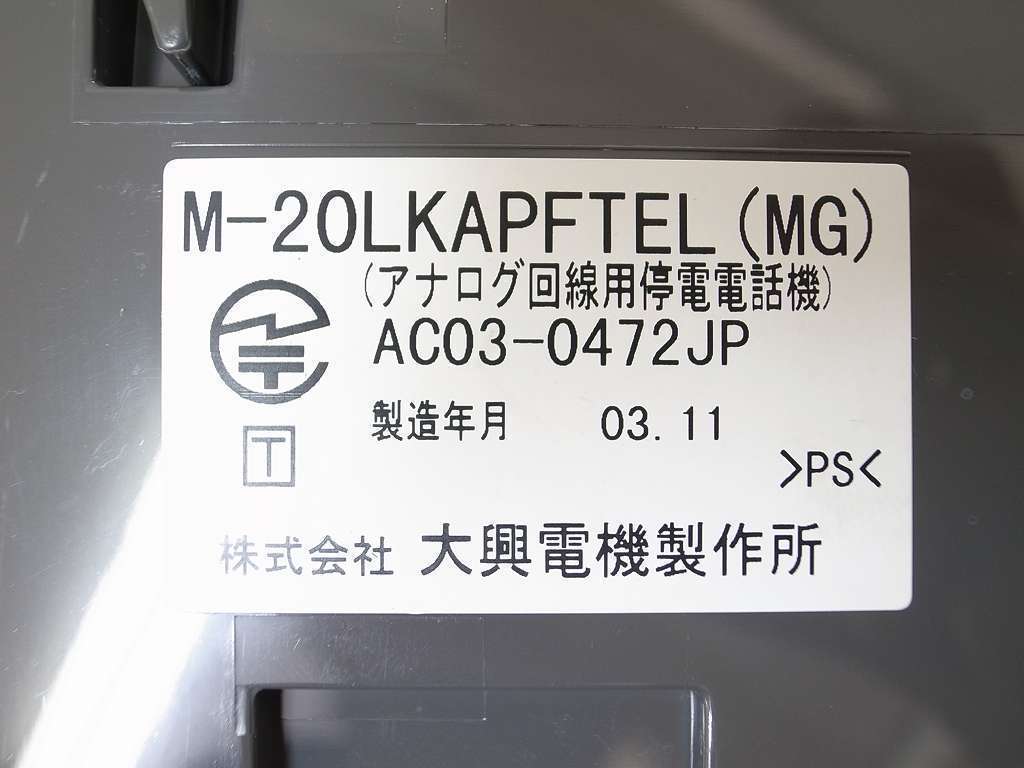 M-20LKAPFTEL(MG)
(アナログ回線用停電電話機)
AC03-0472JP
製造年月 03.11
T
>PS<
株式会社 大興電機製作所